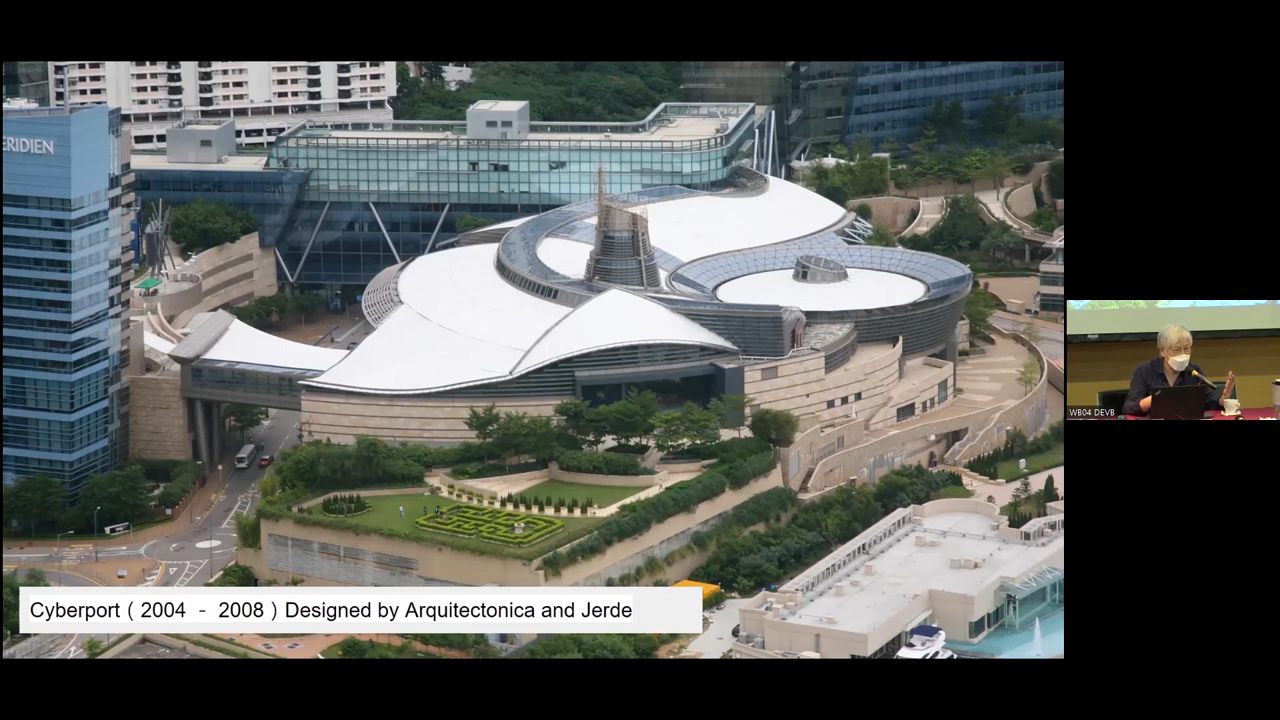 ERIDIEN
Cyberport ( 2004 - 2008 ) Designed by Arquitectonica and Jerde
WB04 DEVB